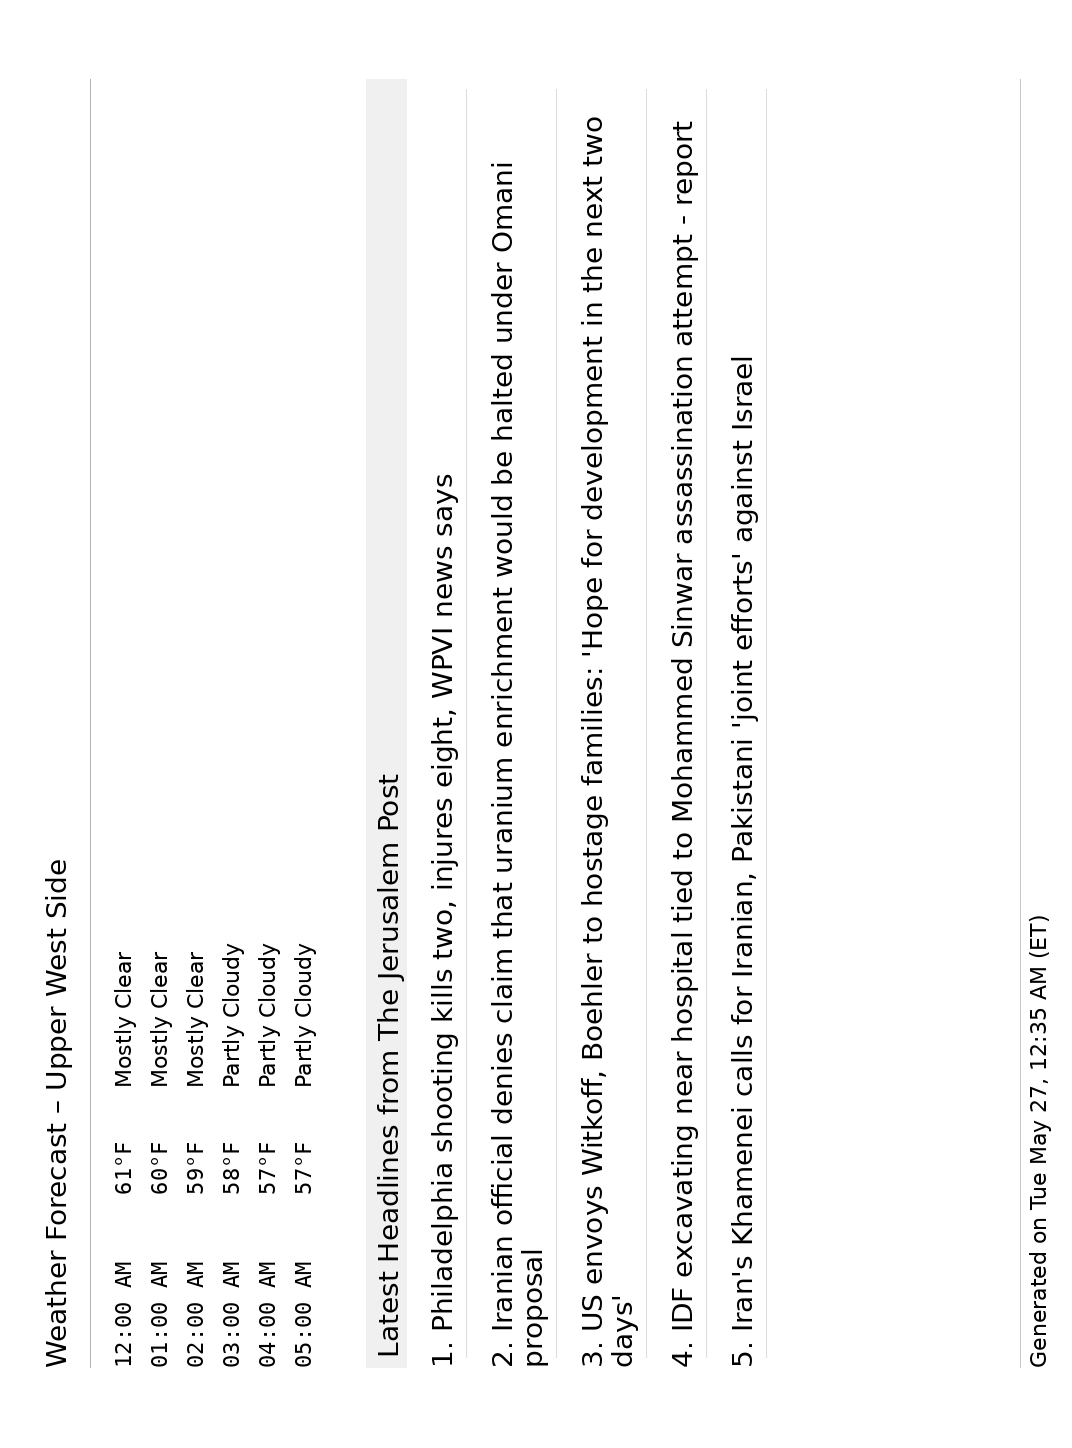 Weather Forecast – Upper West Side
12:00 AM 61°F Mostly Clear
01:00 AM 60°F Mostly Clear
02:00 AM 59°F Mostly Clear
03:00 AM 58°F Partly Cloudy
04:00 AM 57°F Partly Cloudy
05:00 AM 57°F Partly Cloudy
Latest Headlines from The Jerusalem Post
1. Philadelphia shooting kills two, injures eight, WPVI news says
2. Iranian official denies claim that uranium enrichment would be halted under Omani
proposal
3. US envoys Witkoff, Boehler to hostage families: 'Hope for development in the next two
days'
4. IDF excavating near hospital tied to Mohammed Sinwar assassination attempt - report
5. Iran's Khamenei calls for Iranian, Pakistani 'joint efforts' against Israel
Generated on Tue May 27, 12:35 AM (ET)